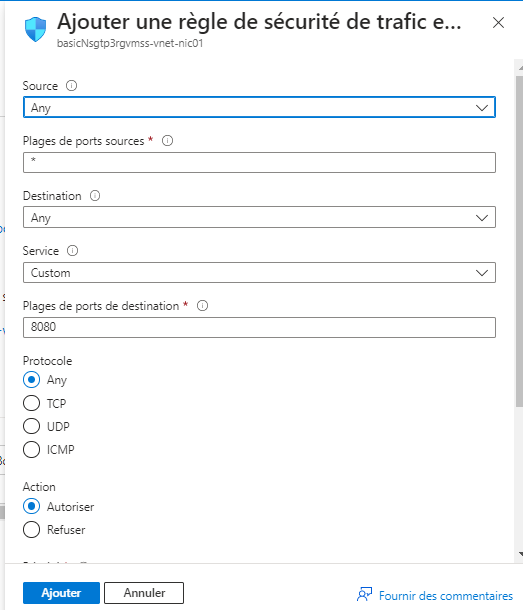 Ajouter une règle de sécurité de trafic e...
basicNsgtp3rgvmss-vnet-nic01
Source
Any
Plages de ports sources *
*
Destination
Any
Service
Custom
Plages de ports de destination *
8080
Protocole
Any
TCP
UDP
ICMP
Action
Autoriser
Refuser
Ajouter
Annuler
Fournir des commentaires